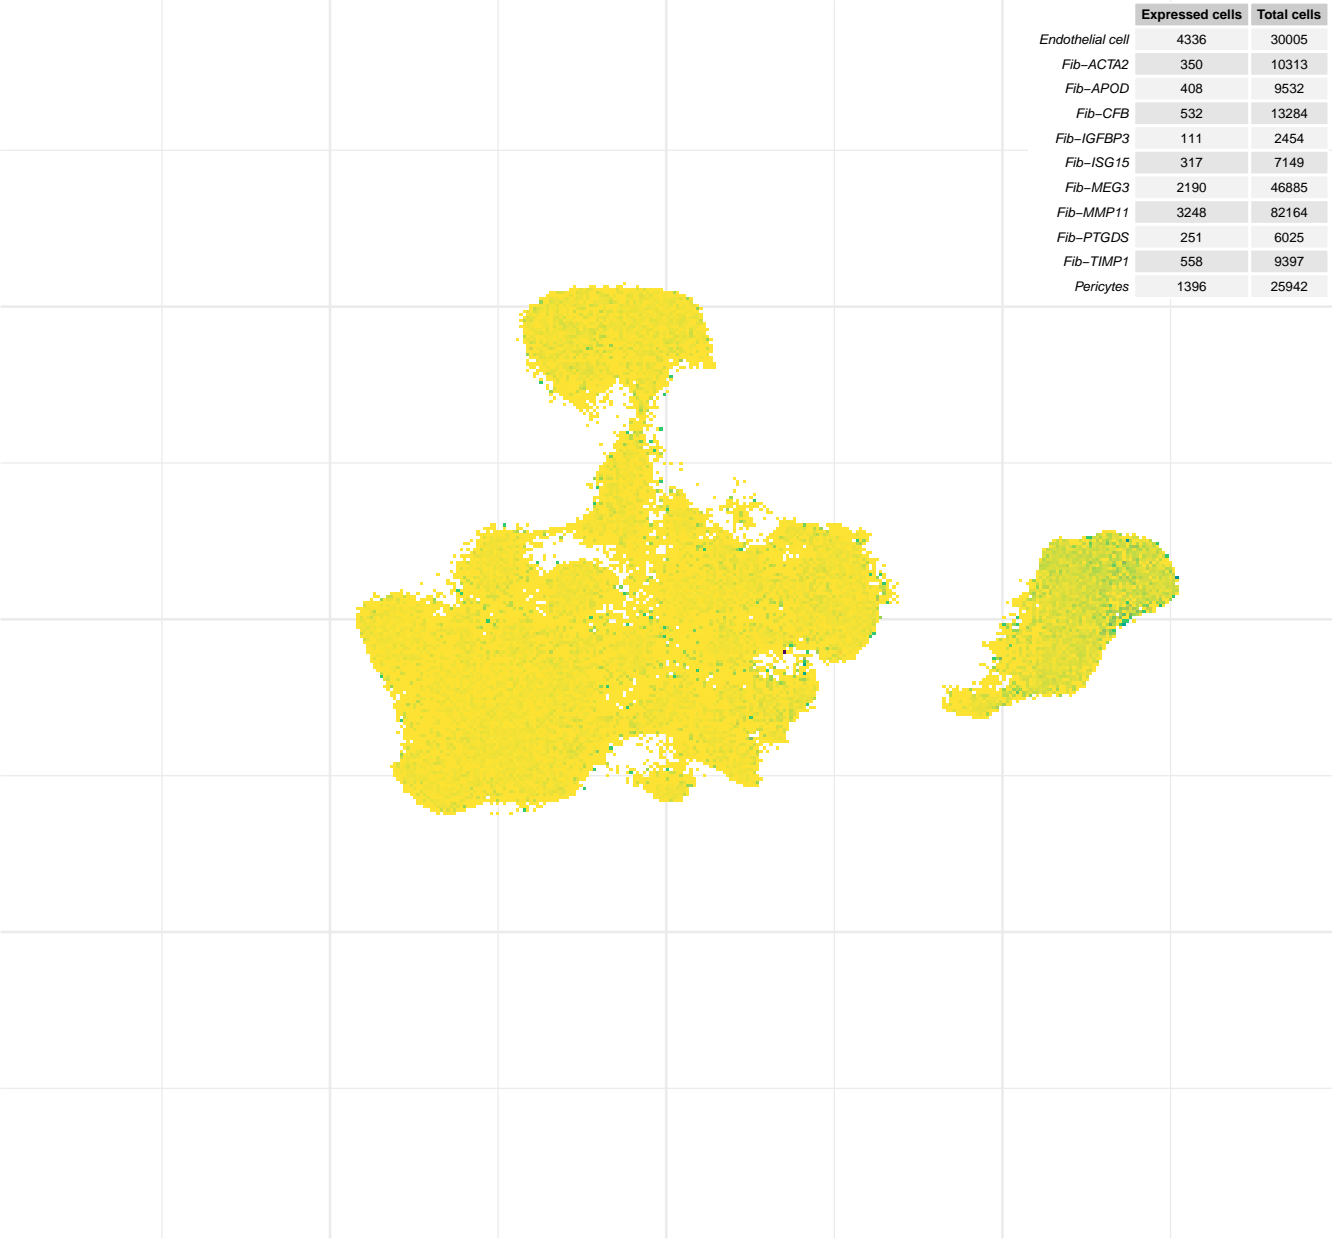 Expressed cells Total cells
Endothelial cell 4336 30005
Fib−ACTA2 350 10313
Fib−APOD 408 9532
Fib−CFB 532 13284
Fib−IGFBP3 111 2454
Fib−ISG15 317 7149
Fib−MEG3 2190 46885
Fib−MMP11 3248 82164
Fib−PTGDS 251 6025
Fib−TIMP1 558 9397
Pericytes 1396 25942